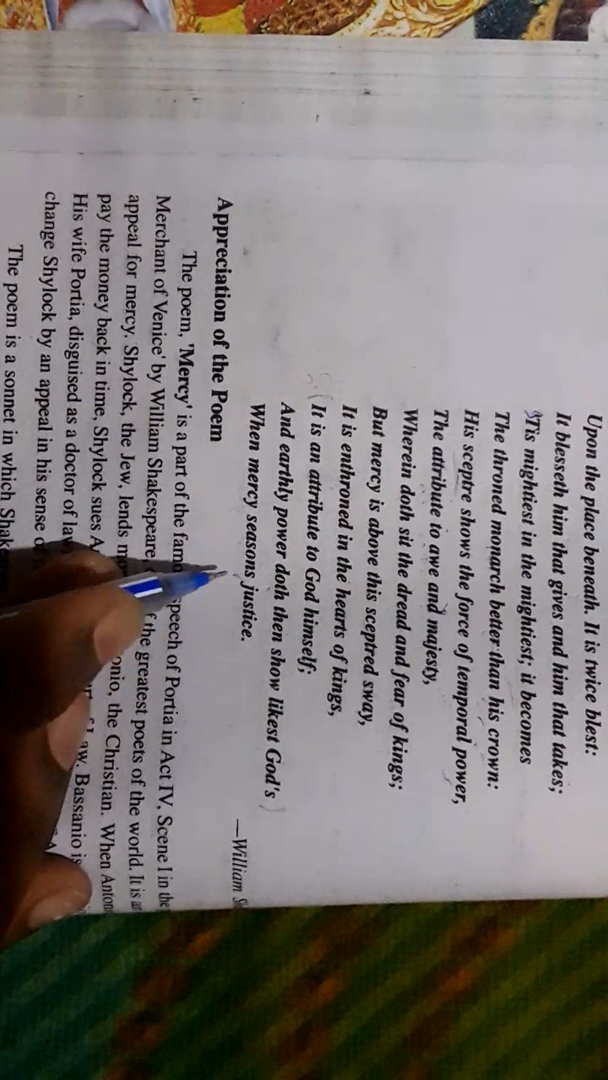 Upon the place beneath. It is twice blest:
It blesseth him that gives and him that takes;
'Tis mightiest in the mightiest; it becomes
The throned monarch better than his crown:
His sceptre shows the force of temporal power,
The attribute to awe and majesty,
Wherein doth sit the dread and fear of kings;
But mercy is above this sceptred sway,
It is enthroned in the hearts of kings,
It is an attribute to God himself;
And earthly power doth then show likest God's
When mercy seasons justice.
—William
Appreciation of the Poem
The poem, 'Mercy' is a part of the speech of Portia in Act IV, Scene I in the
Merchant of Venice' by William Shakespeare, the greatest poets of the world. It is
appeal for mercy. Shylock, the Jew, lends the Christian. When
pay the money back in time, Shylock sues Bassanio is
His wife Portia, disguised as a doctor of
change Shylock by an appeal in his sense
The poem is a sonnet in which